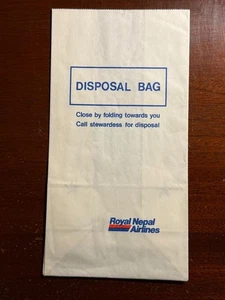 DISPOSAL BAG
Close by folding towards you
Call stewardess for disposal
Royal Nepal
Airlines